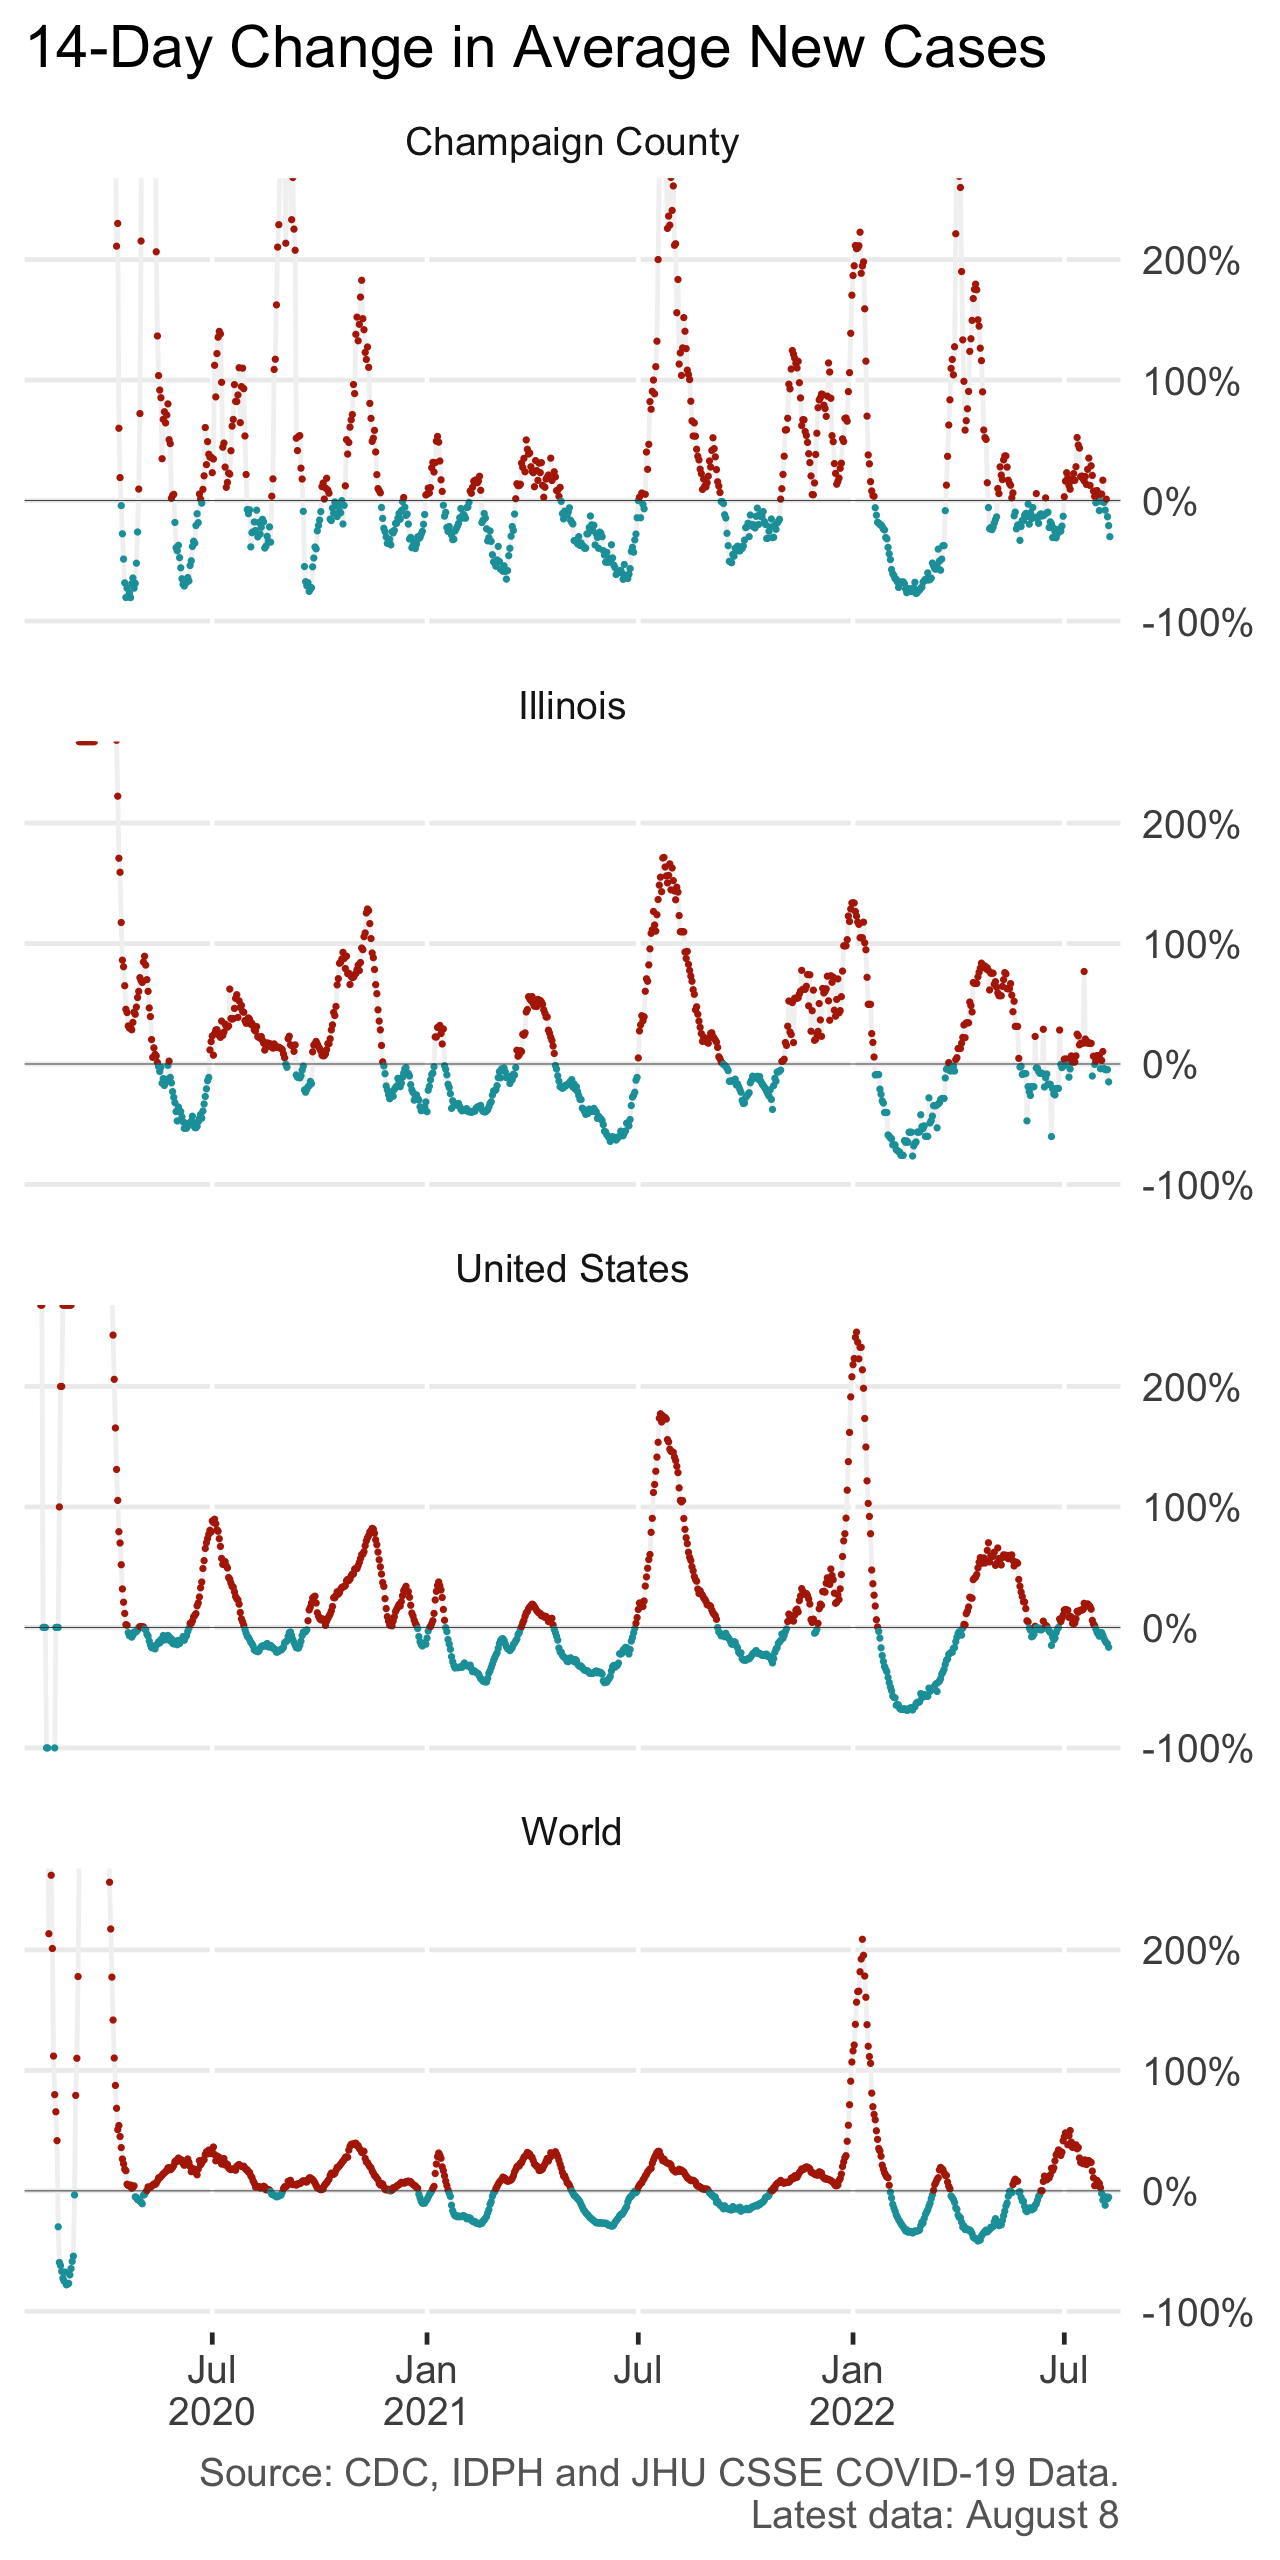 14-Day Change in Average New Cases
Champaign County
200%
100%
0%
-100%
Illinois
200%
100%
0%
-100%
United States
200%
100%
0%
-100%
World
200%
100%
0%
-100%
Jul Jan Jul Jan Jul
2020 2021 2022
Source: CDC, IDPH and JHU CSSE COVID-19 Data.
Latest data: August 8